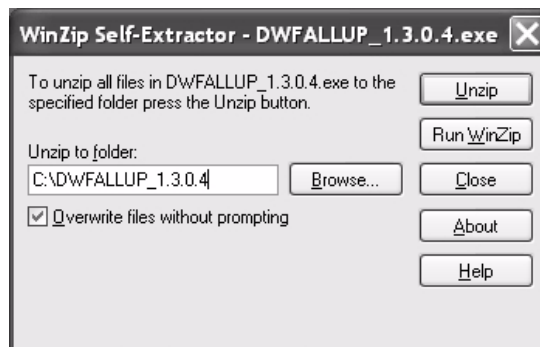 WinZip Self-Extractor - DWFALLUP_1.3.0.4.exe
To unzip all files in DWFALLUP_1.3.0.4.exe to the
specified folder press the Unzip button.
Unzip to folder:
C:\DWFALLUP_1.3.0.4
Browse...
Overwrite files without prompting
Unzip
Run WinZip
Close
About
Help